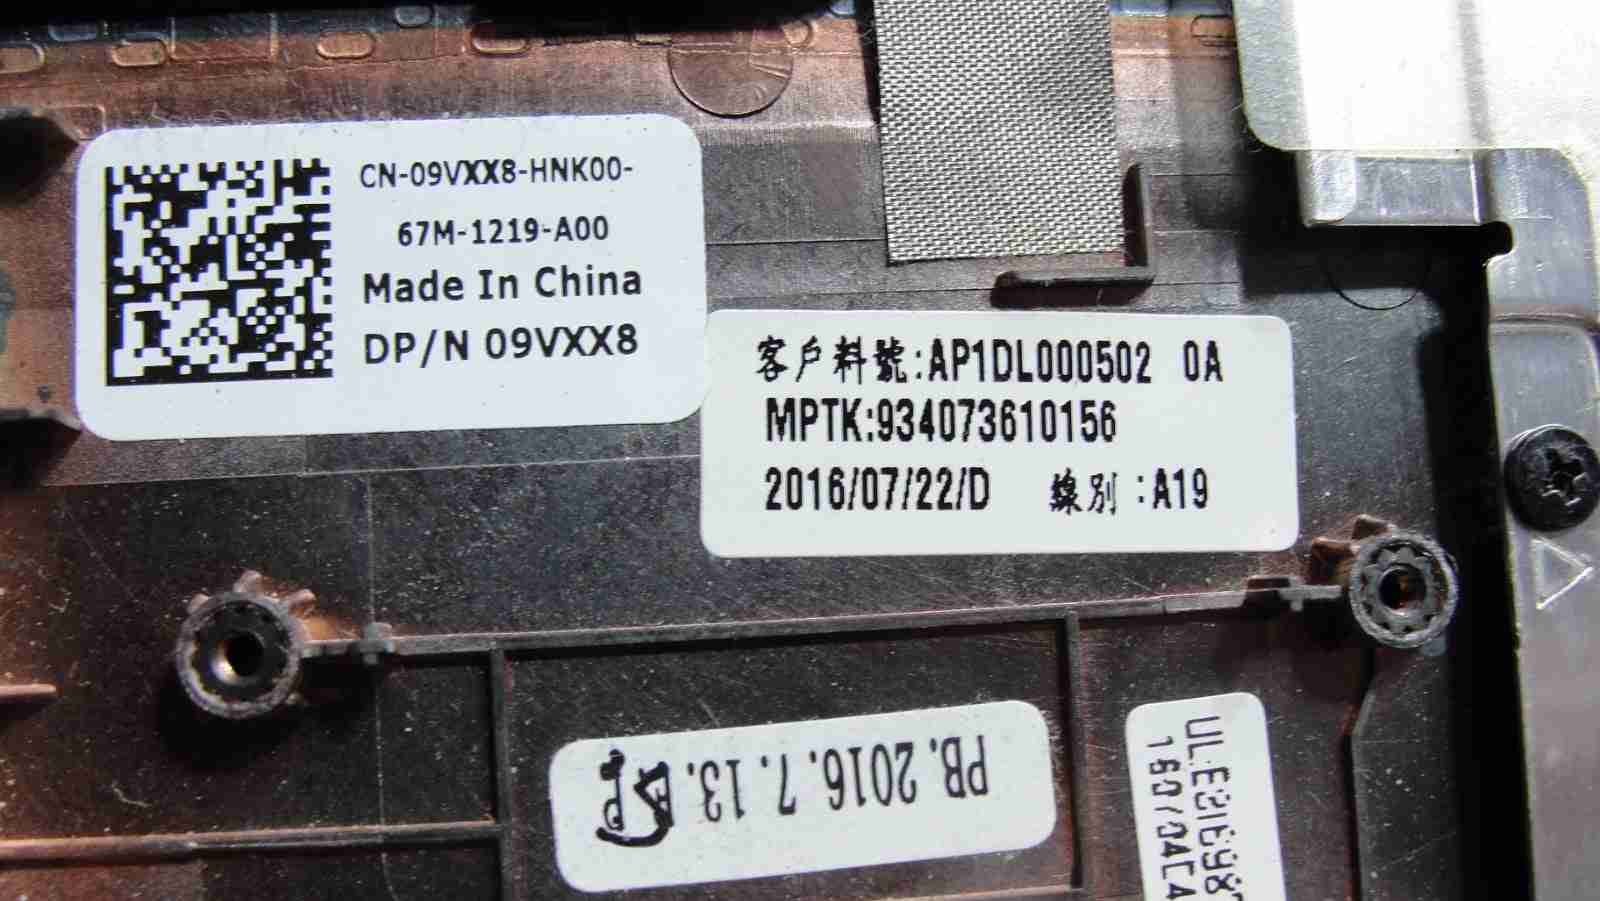 CN-09VXX8-HNK00-
67M-1219-A00
Made In China
DP/N 09VXX8
客戶料號:AP1DL000502 0A
MPTK:934073610156
2016/07/22/D 線別:A19
PB. 2016. 7. 13.